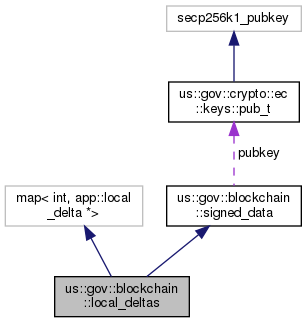 secp256k1_pubkey
us::gov::crypto::ec
::keys::pub_t
pubkey
map< int, app::local
_delta *>
us::gov::blockchain
::signed_data
us::gov::blockchain
::local_deltas